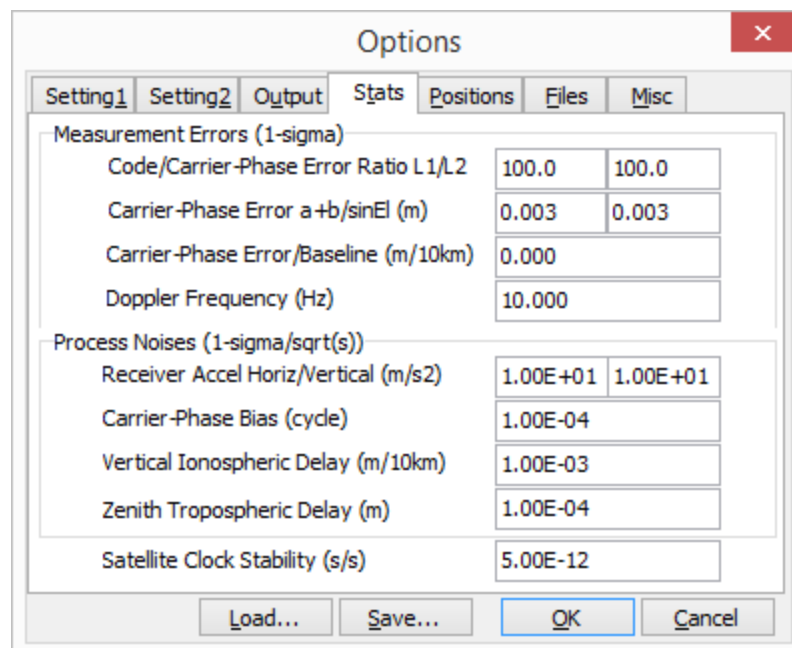 Options
×
Setting1 Setting2 Output Stats Positions Files Misc
Measurement Errors (1-sigma)
Code/Carrier-Phase Error Ratio L1/L2 100.0 100.0
Carrier-Phase Error a+b/sinEl (m) 0.003 0.003
Carrier-Phase Error/Baseline (m/10km) 0.000
Doppler Frequency (Hz) 10.000
Process Noises (1-sigma/sqrt(s))
Receiver Accel Horiz/Vertical (m/s2) 1.00E+01 1.00E+01
Carrier-Phase Bias (cycle) 1.00E-04
Vertical Ionospheric Delay (m/10km) 1.00E-03
Zenith Tropospheric Delay (m) 1.00E-04
Satellite Clock Stability (s/s) 5.00E-12
Load... Save... OK Cancel